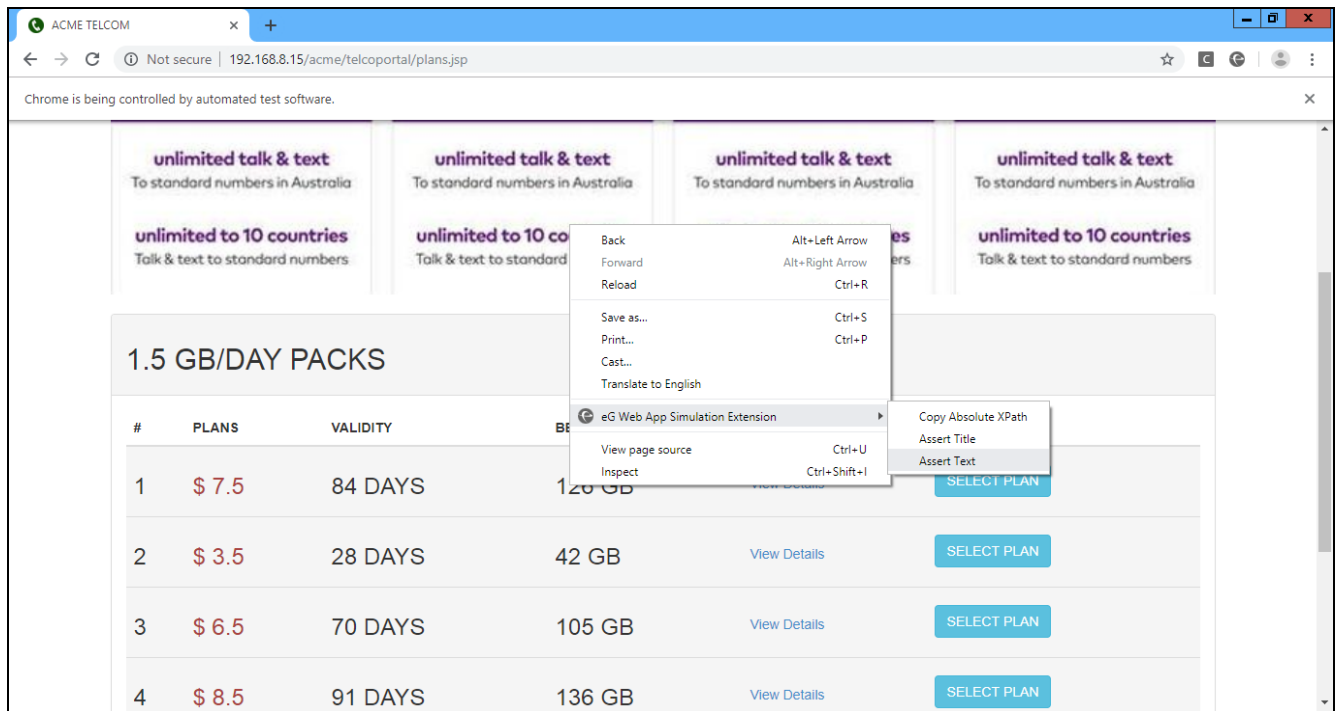 ACME TELCOM
Not secure | 192.168.8.15/acme/telcoportal/plans.jsp
Chrome is being controlled by automated test software.
unlimited talk & text unlimited talk & text unlimited talk & text unlimited talk & text
To standard numbers in Australia To standard numbers in Australia To standard numbers in Australia To standard numbers in Australia
unlimited to 10 countries unlimited to 10 co es unlimited to 10 countries
Talk & text to standard numbers Talk & text to standard ers Talk & text to standard numbers
Back Alt+Left Arrow
Forward Alt+Right Arrow
Reload Ctrl+R
Save as... Ctrl+S
Print... Ctrl+P
Cast...
Translate to English
eG Web App Simulation Extension
View page source Ctrl+U
Inspect Ctrl+Shift+I
Copy Absolute XPath
Assert Title
Assert Text
1.5 GB/DAY PACKS
# PLANS VALIDITY BE
1 $ 7.5 84 DAYS 126 GB View Details SELECT PLAN
2 $ 3.5 28 DAYS 42 GB View Details SELECT PLAN
3 $ 6.5 70 DAYS 105 GB View Details SELECT PLAN
4 $ 8.5 91 DAYS 136 GB View Details SELECT PLAN